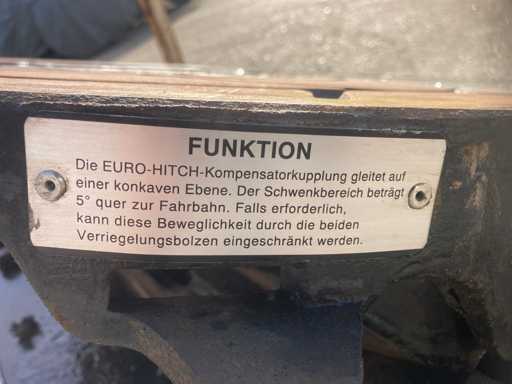 FUNKTION
Die EURO-HITCH-Kompensatorkupplung gleitet auf
einer konkaven Ebene. Der Schwenkbereich beträgt
5° quer zur Fahrbahn. Falls erforderlich,
kann diese Beweglichkeit durch die beiden
Verriegelungsbolzen eingeschränkt werden.